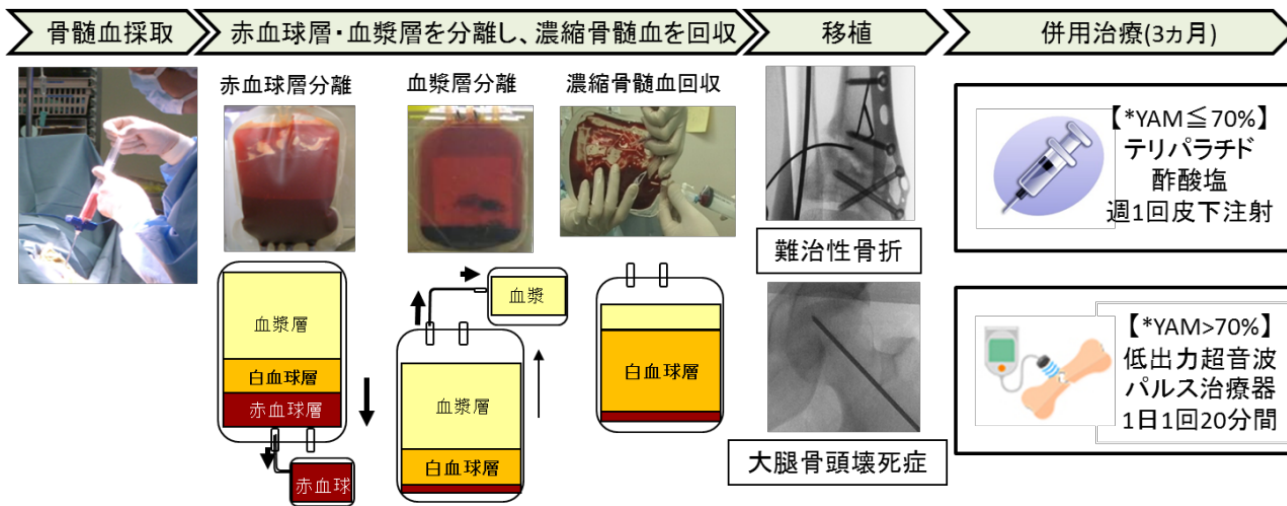 骨髄血採取
赤血球層・血漿層を分離し、濃縮骨髄血を回収
移植
併用治療(3ヵ月)
赤血球層分離
血漿層分離
濃縮骨髄血回収
血漿層
白血球層
赤血球層
赤血球
血漿
血漿層
白血球層
白血球層
難治性骨折
大腿骨頭壊死症
【*YAM≦70%】
テリパラチド
酢酸塩
週1回皮下注射
【*YAM>70%】
低出力超音波
パルス治療器
1日1回20分間